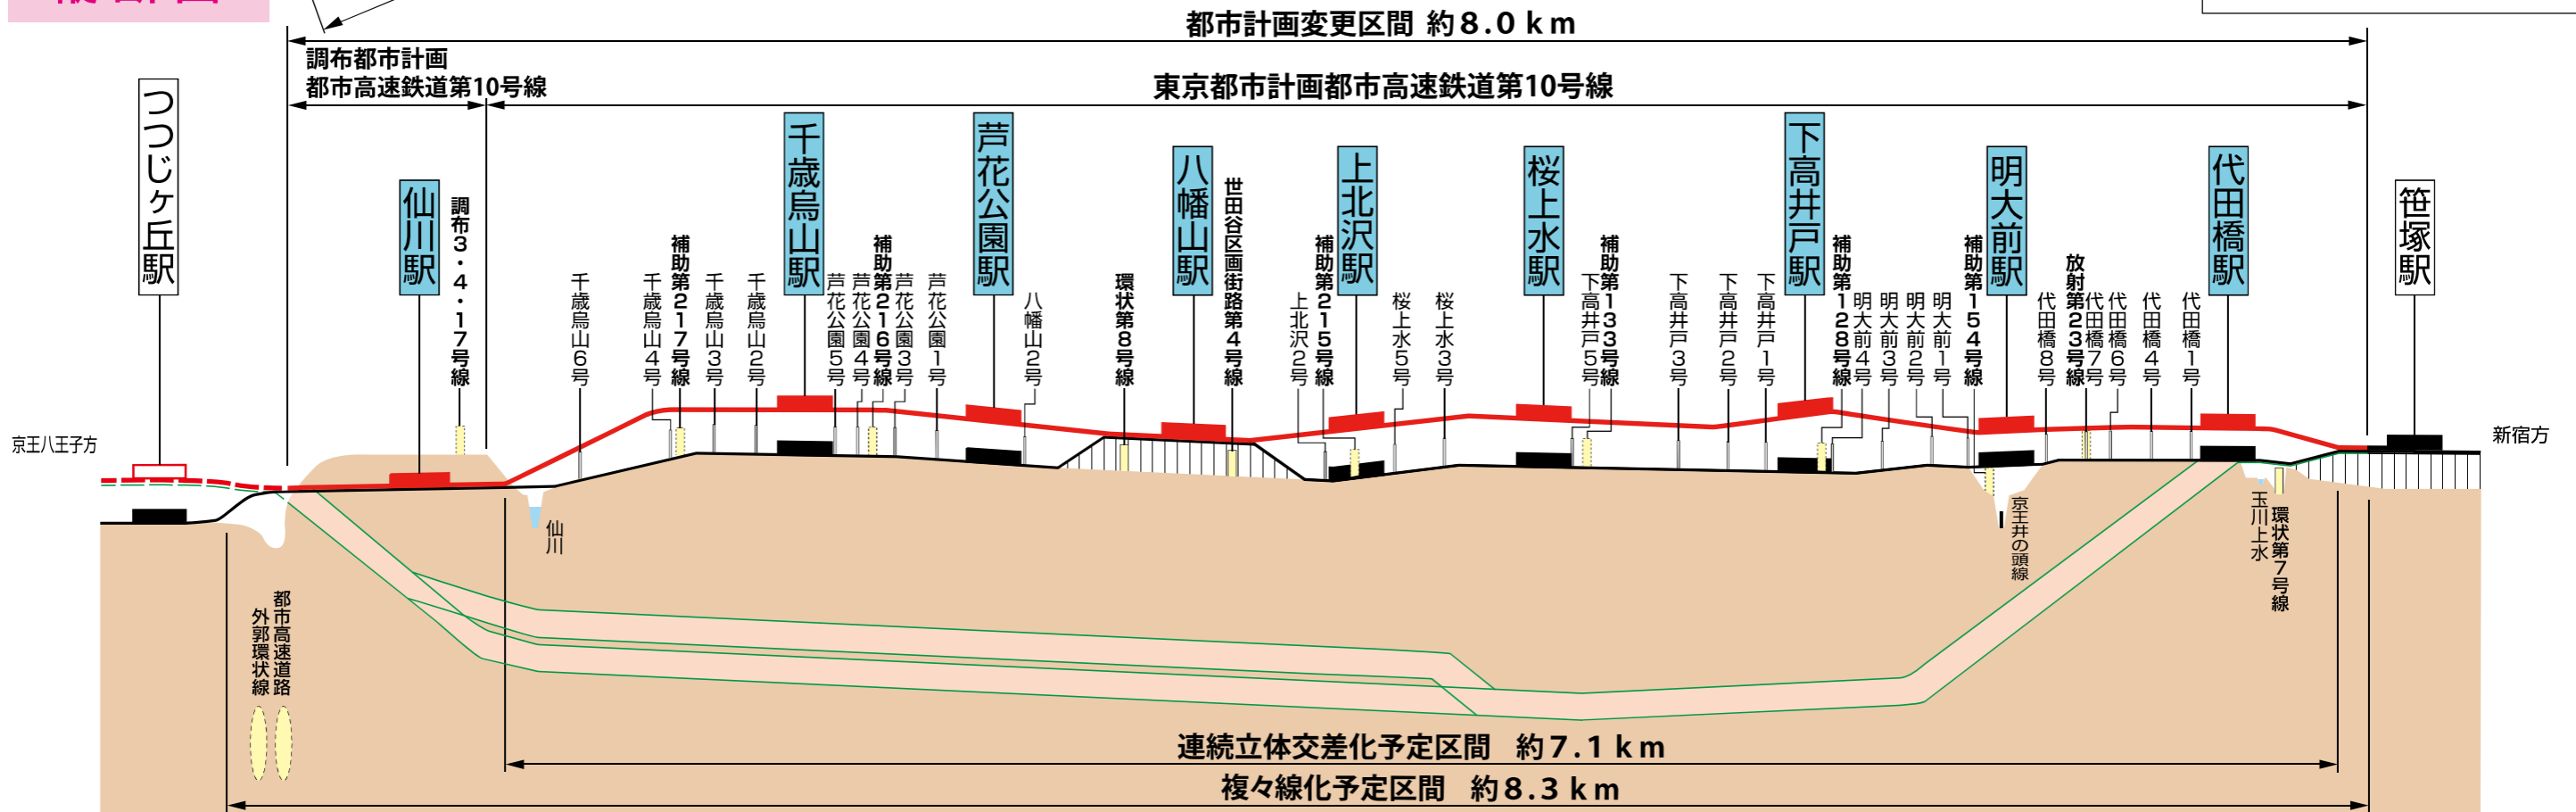 都市計画変更区間 約8.0 km
調布都市計画
都市高速鉄道第10号線
東京都市計画都市高速鉄道第10号線
つつじヶ丘駅
仙川駅
調布3・4・17号線
千歳烏山6号
千歳烏山4号
補助第217号線
千歳烏山3号
千歳烏山2号
千歳烏山駅
芦花公園5号
芦花公園4号
補助第216号線
芦花公園3号
芦花公園1号
芦花公園駅
八幡山2号
環状第8号線
八幡山駅
世田谷区画街路第4号
上北沢2号
補助第215号線
上北沢駅
桜上水5号
桜上水3号
桜上水駅
下高井戸5号
補助第133号線
下高井戸3号
下高井戸2号
下高井戸1号
下高井戸駅
補助第128号線
明大前4号
明大前3号
明大前2号
明大前1号
補助第154号線
明大前駅
代田橋8号
放射第23号線
代田橋7号
代田橋6号
代田橋4号
代田橋1号
代田橋駅
笹塚駅
京王八王子方
新宿方
仙川
京王井の頭線
玉川上水
環状第7号線
外郭環状線
都市高速道路
連続立体交差化予定区間 約7.1 km
複々線化予定区間 約8.3 km